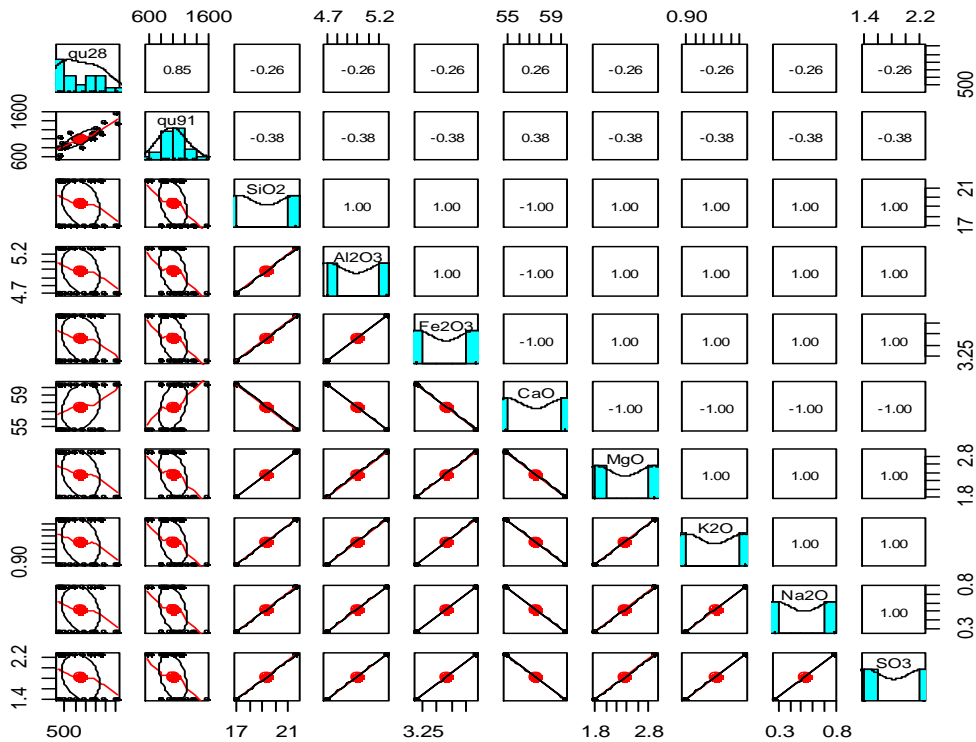 600 1600 4.7 5.2 55 59 0.90 1.4 2.2
qu28 0.85 -0.26 -0.26 -0.26 0.26 -0.26 -0.26 -0.26 -0.26 500
600 1600 qu91 -0.38 -0.38 -0.38 0.38 -0.38 -0.38 -0.38 -0.38
SiO2 1.00 1.00 -1.00 1.00 1.00 1.00 1.00 17 21
4.7 5.2 Al2O3 1.00 -1.00 1.00 1.00 1.00 1.00
Fe2O3 -1.00 1.00 1.00 1.00 1.00 3.25
55 59 CaO -1.00 -1.00 -1.00 -1.00
MgO 1.00 1.00 1.00 1.8 2.8
0.90 K2O 1.00 1.00
Na2O 1.00 0.3 0.8
1.4 2.2 SO3
500 17 21 3.25 1.8 2.8 0.3 0.8